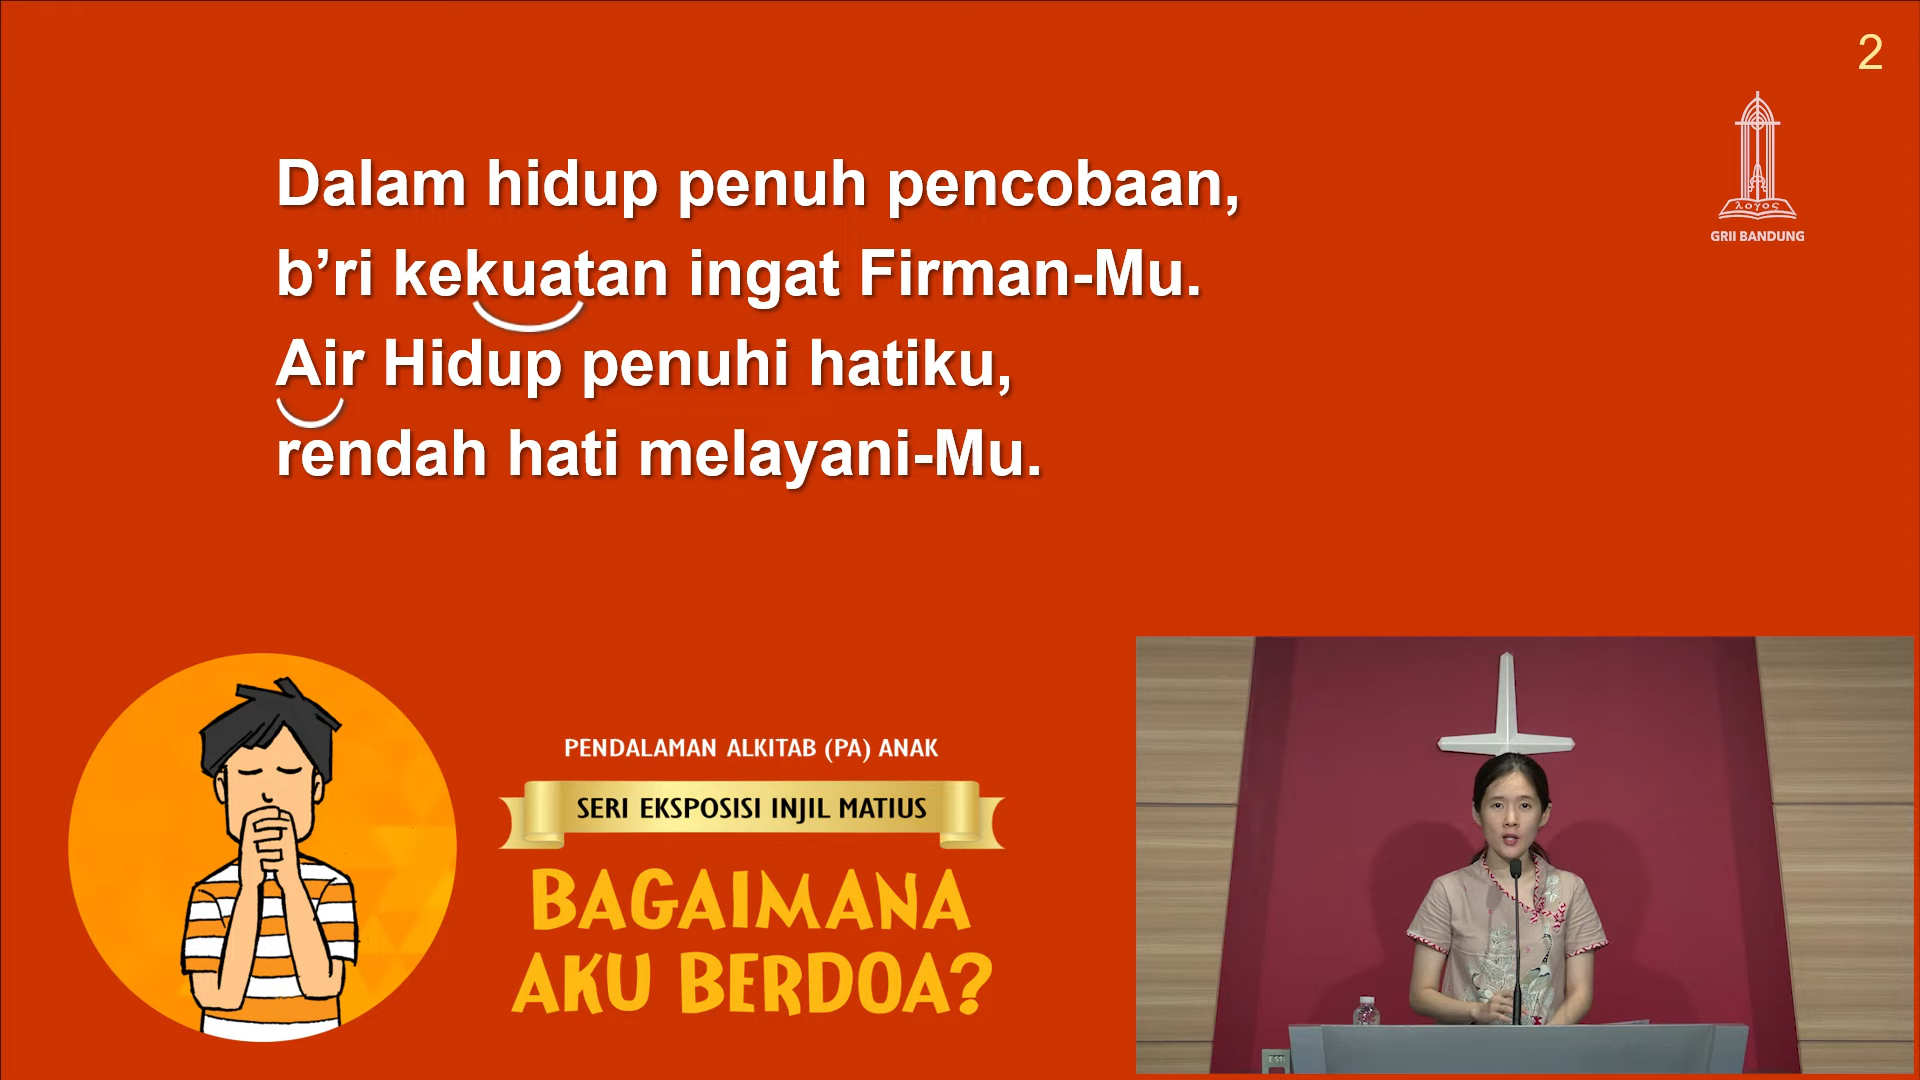 2
Dalam hidup penuh pencobaan,
b’ri kekuatan ingat Firman-Mu.
Air Hidup penuhi hatiku,
rendah hati melayani-Mu.
λογος
GRII BANDUNG
PENDALAMAN ALKITAB (PA) ANAK
SERI EKSPOSISI INJIL MATIUS
BAGAIMANA
AKU BERDOA?